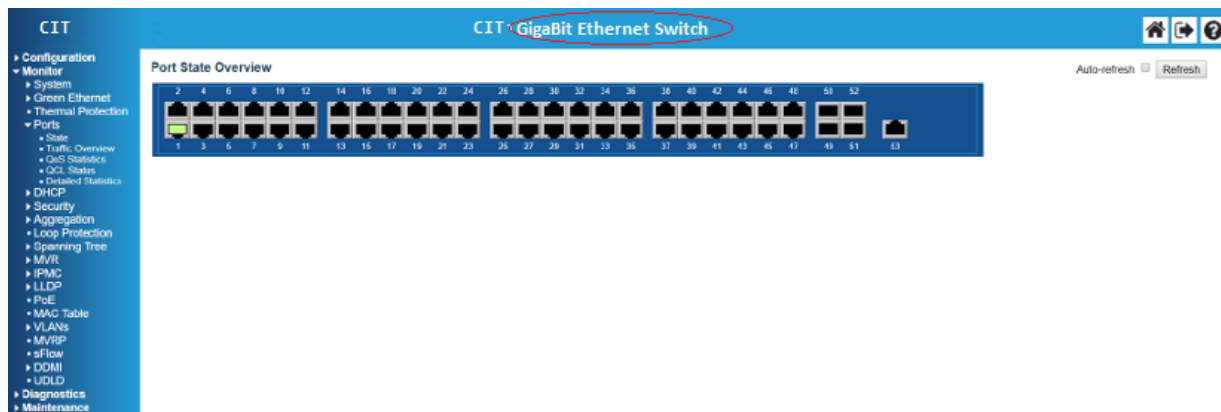 CIT
CIT GigaBit Ethernet Switch
Configuration
Monitor
System
Green Ethernet
Thermal Protection
Ports
State
Traffic Overview
QoS Statistics
QCL Status
Detailed Statistics
DHCP
Security
Aggregation
Loop Protection
Spanning Tree
MVR
IPMC
LLDP
PoE
MAC Table
VLANs
MVRP
sFlow
DDMI
UDLD
Diagnostics
Maintenance
Port State Overview
Auto-refresh Refresh
2 4 6 8 10 12 14 16 18 20 22 24 26 28 30 32 34 36 38 40 42 44 46 48 50 52
1 3 5 7 9 11 13 15 17 19 21 23 25 27 29 31 33 35 37 39 41 43 45 47 49 51 53